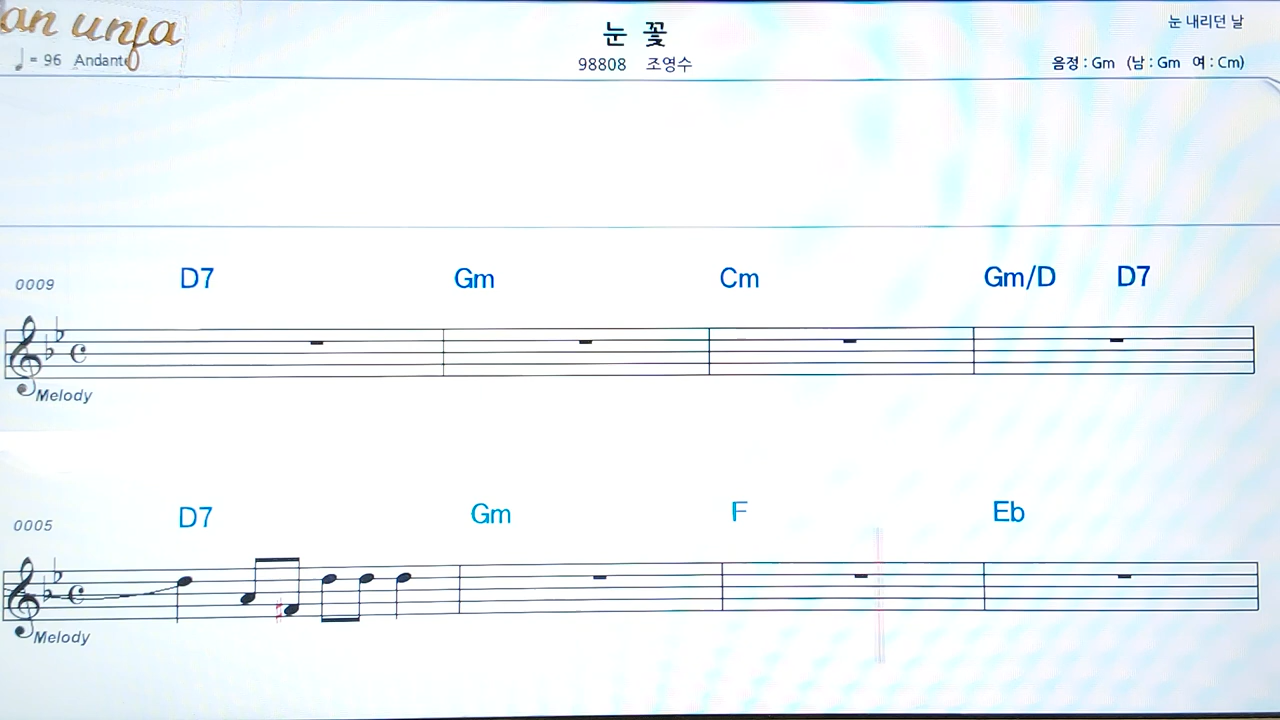 an unja
♩= 96 Andante
눈 꽃
98808 조영수
눈 내리던 날
음정 : Gm (남 : Gm 여 : Cm)
0009 D7 Gm Cm Gm/D D7
Melody
0005 D7 Gm F Eb
Melody